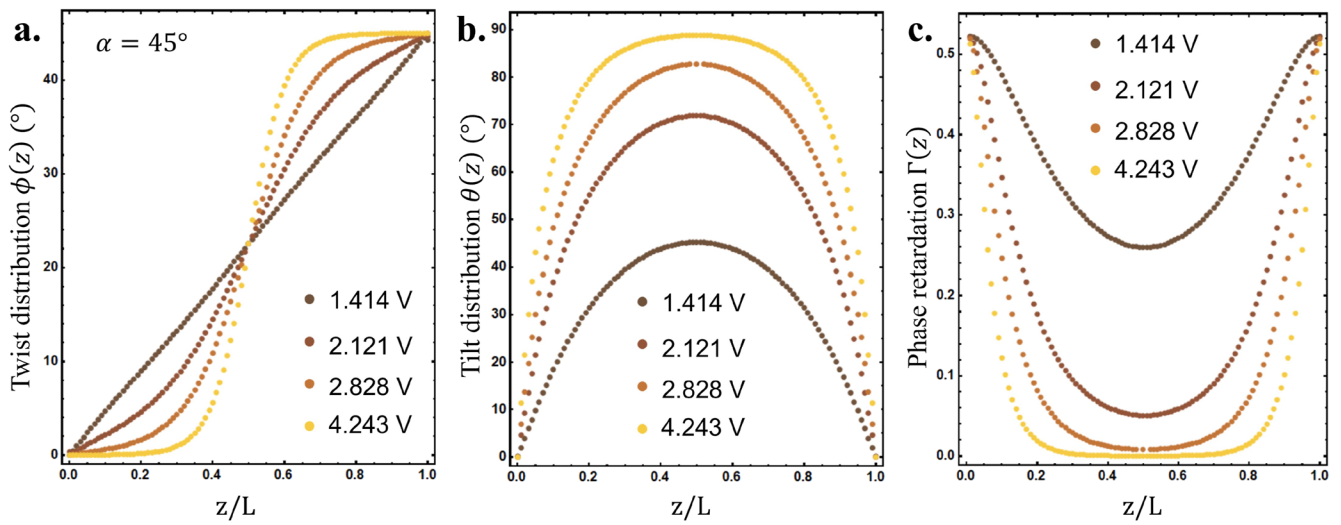 a.
α = 45°
Twist distribution ϕ(z) (°)
40
30
20
10
0
1.414 V
2.121 V
2.828 V
4.243 V
0.0 0.2 0.4 0.6 0.8 1.0
z/L
b.
Tilt distribution θ(z) (°)
90
80
70
60
50
40
30
20
10
0
1.414 V
2.121 V
2.828 V
4.243 V
0.0 0.2 0.4 0.6 0.8 1.0
z/L
c.
Phase retardation Γ(z)
0.5
0.4
0.3
0.2
0.1
0.0
1.414 V
2.121 V
2.828 V
4.243 V
0.0 0.2 0.4 0.6 0.8 1.0
z/L